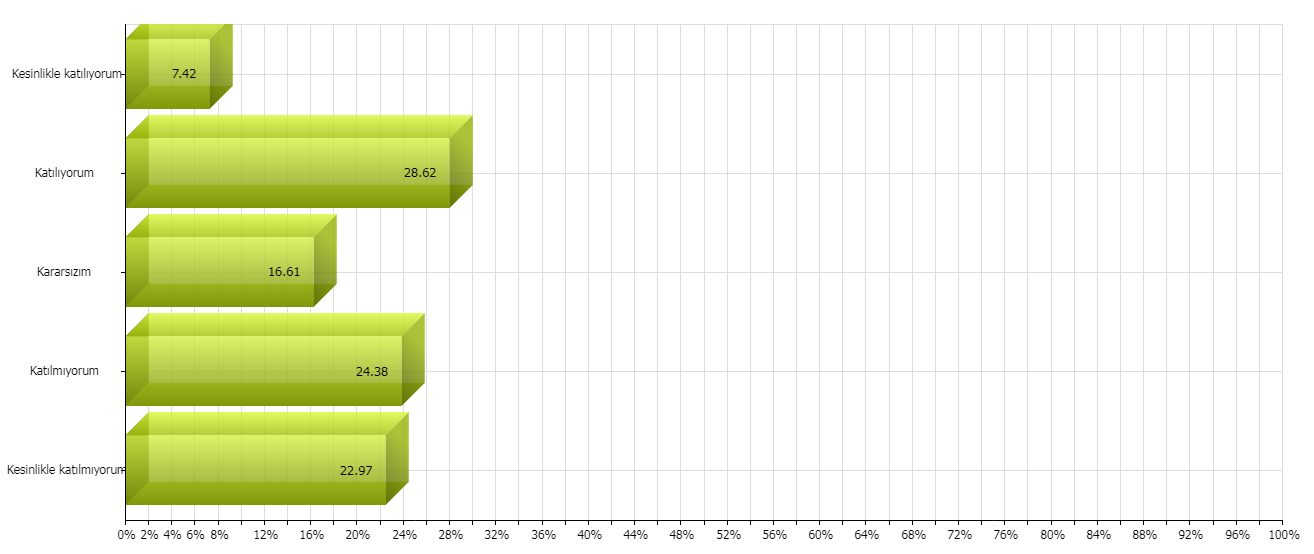 Kesinlikle katılıyorum
7.42
Katılıyorum
28.62
Kararsızım
16.61
Katılmıyorum
24.38
Kesinlikle katılmıyorum
22.97
0% 2% 4% 6% 8% 12% 16% 20% 24% 28% 32% 36% 40% 44% 48% 52% 56% 60% 64% 68% 72% 76% 80% 84% 88% 92% 96% 100%